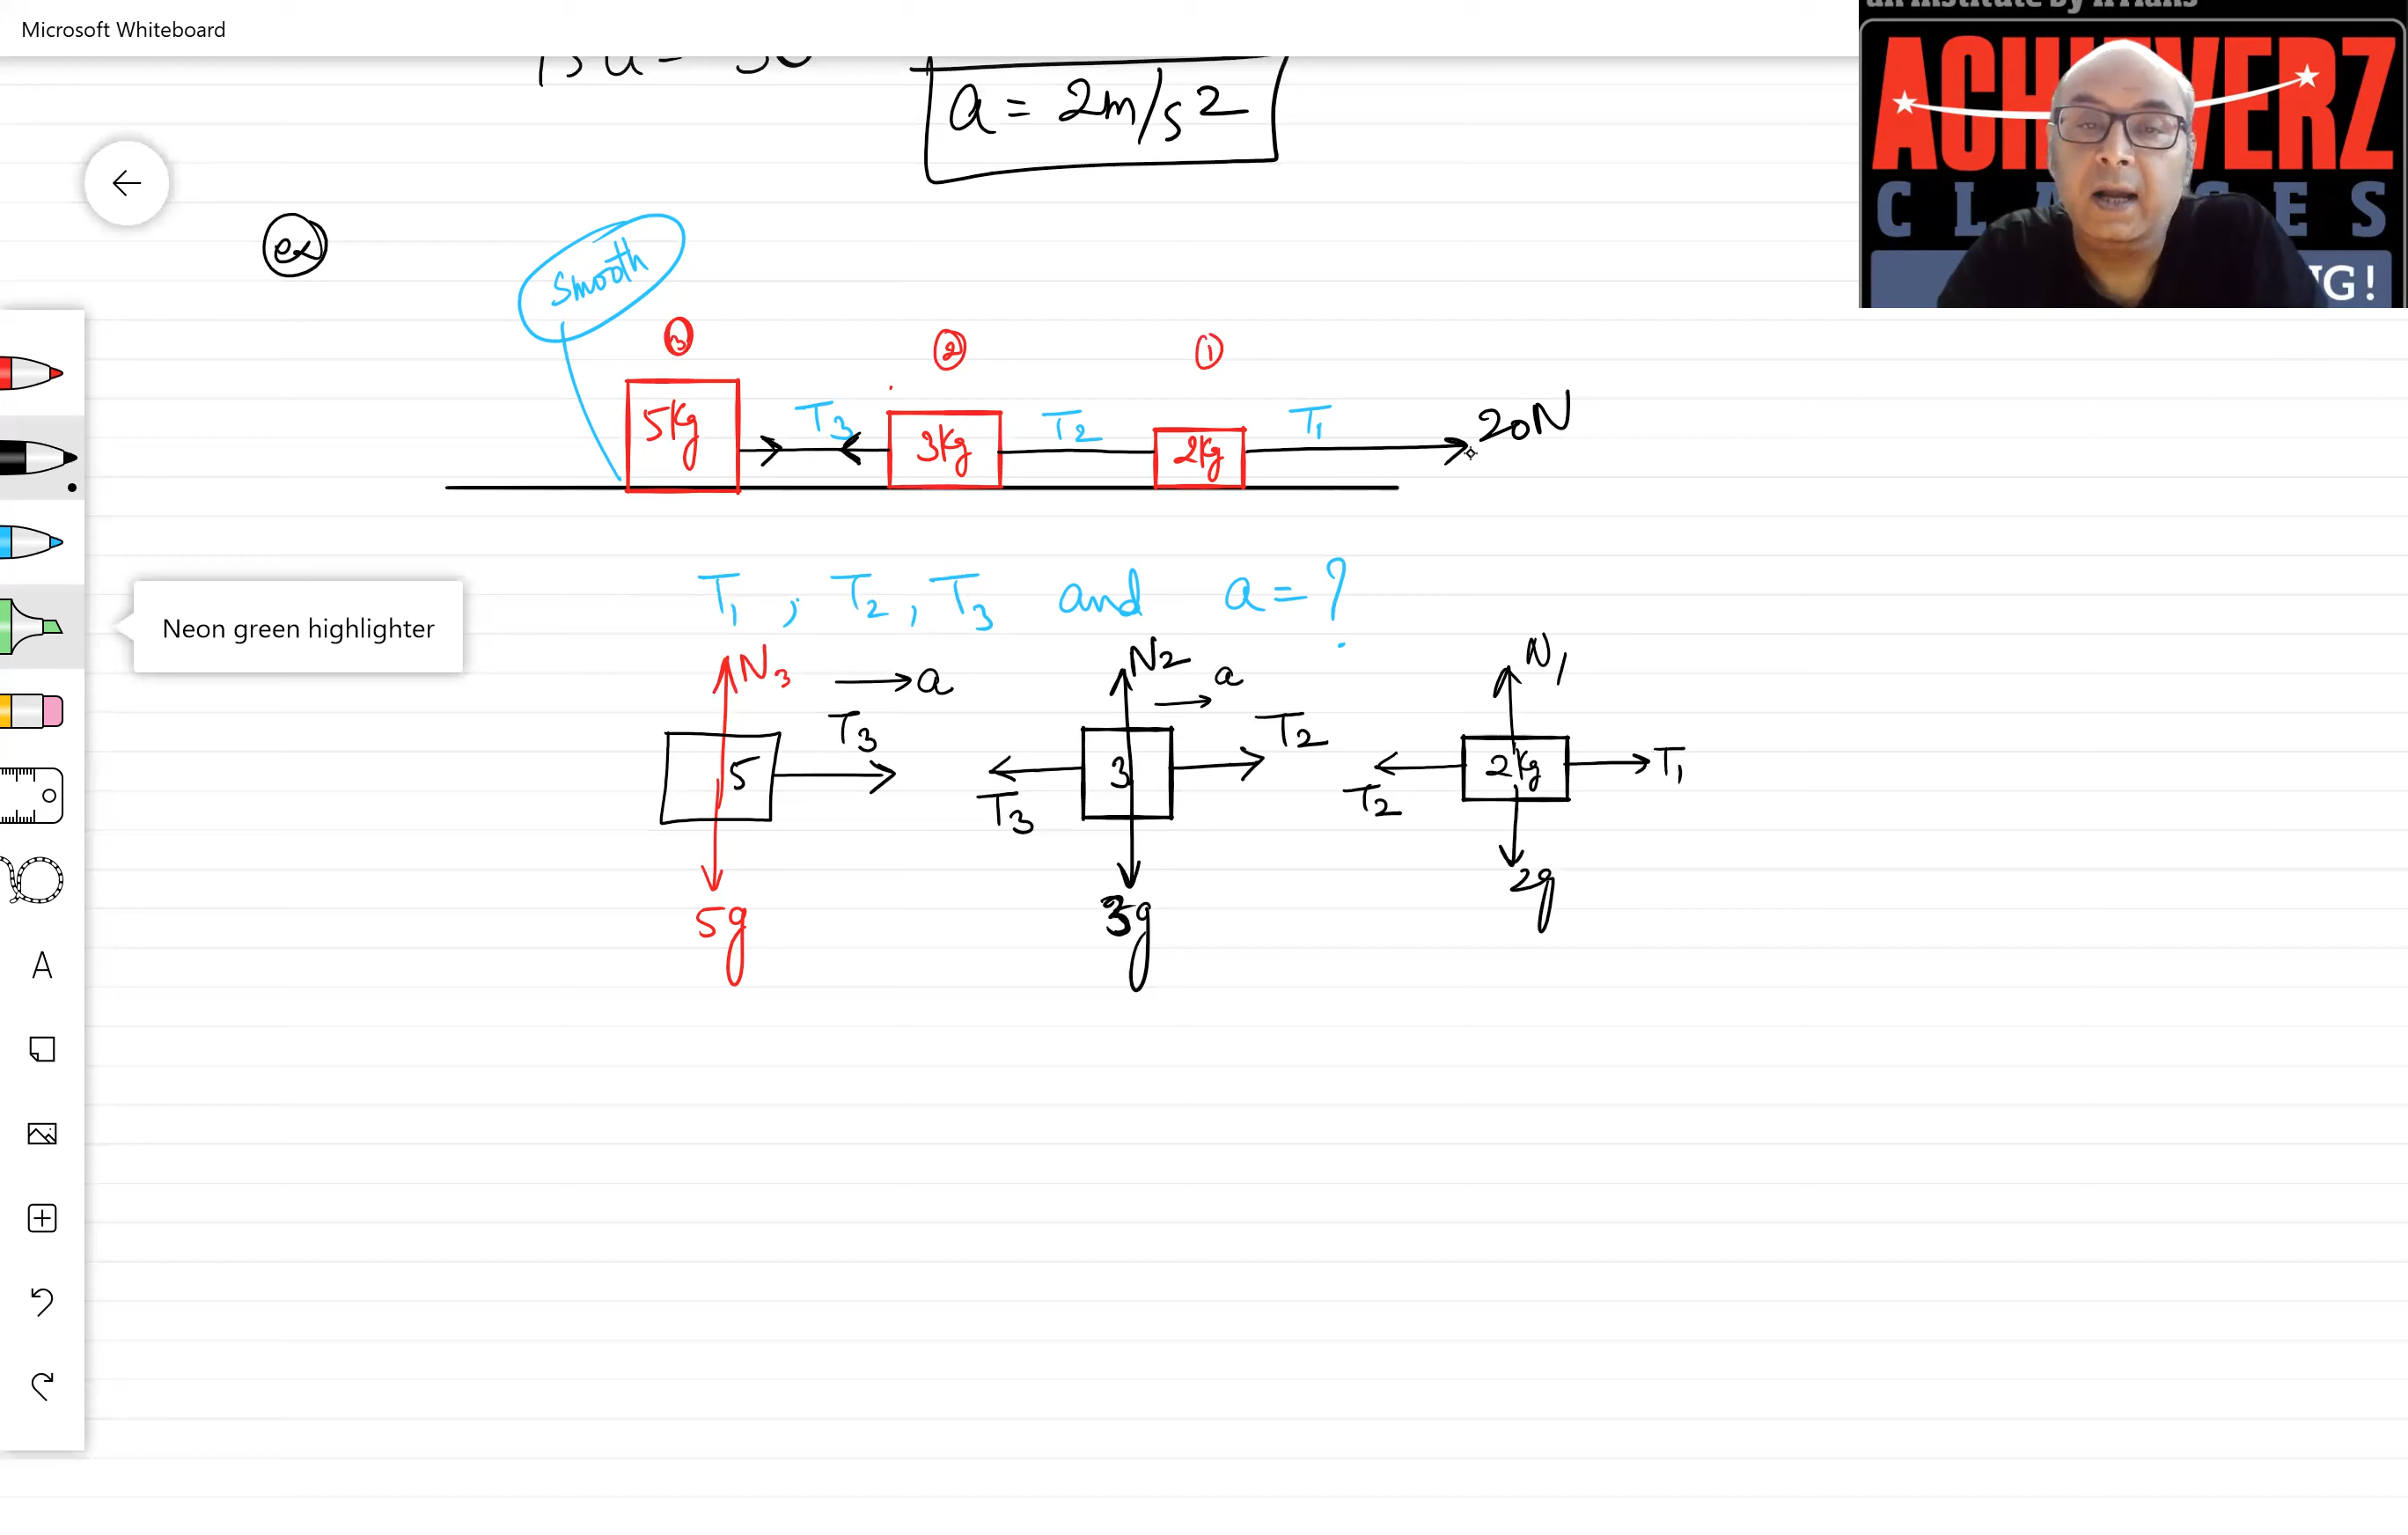 Microsoft Whiteboard
a = 2m/s2
ex
Smooth
3 2 1
5Kg T3 3Kg T2 2Kg T1 20N
T1 , T2 , T3 and a = ?
N3 → a N2 → a N1
5 T3 T3 3 T2 T2 2kg T1
5g 3g 2g
Neon green highlighter
A
ACHIEVERZ
NG!